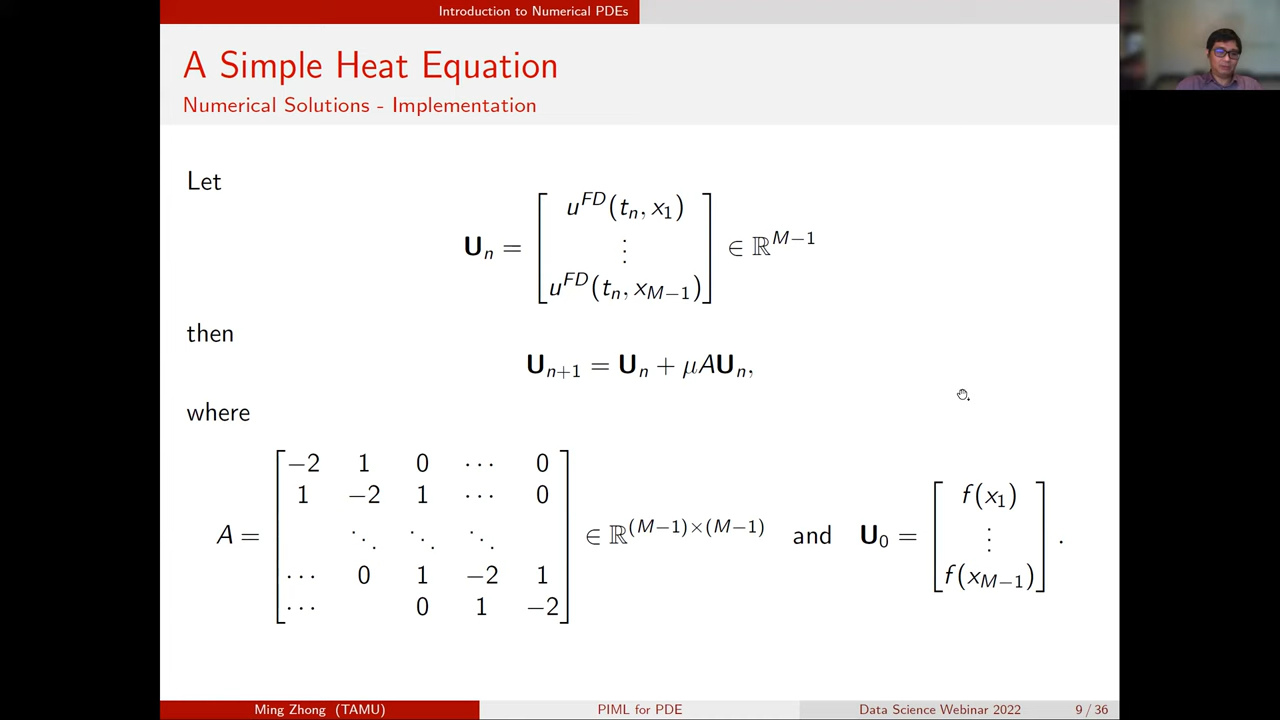 Introduction to Numerical PDEs
A Simple Heat Equation
Numerical Solutions - Implementation
Let
U_n = [ u^{FD}(t_n, x_1) ⋮ u^{FD}(t_n, x_{M−1}) ] ∈ ℝ^{M−1}
then
U_{n+1} = U_n + μAU_n,
where
A = [ −2 1 0 ⋯ 0
1 −2 1 ⋯ 0
⋱ ⋱ ⋱
⋯ 0 1 −2 1
⋯ 0 1 −2 ] ∈ ℝ^{(M−1)×(M−1)} and U_0 = [ f(x_1) ⋮ f(x_{M−1}) ] .
Ming Zhong (TAMU) PIML for PDE Data Science Webinar 2022 9 / 36